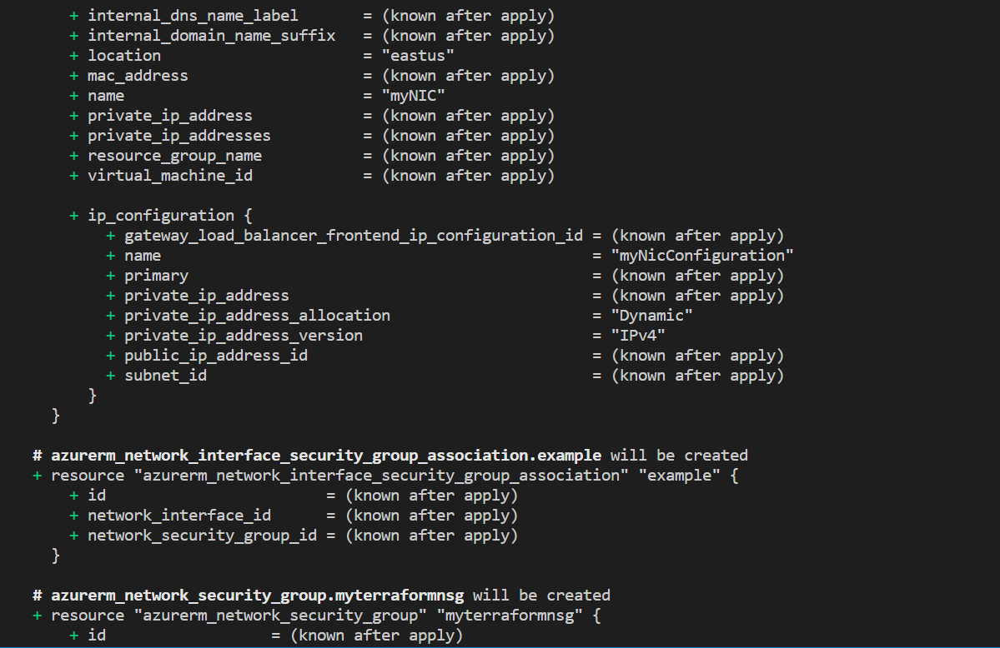 + internal_dns_name_label       = (known after apply)
+ internal_domain_name_suffix   = (known after apply)
+ location                      = "eastus"
+ mac_address                   = (known after apply)
+ name                          = "myNIC"
+ private_ip_address            = (known after apply)
+ private_ip_addresses          = (known after apply)
+ resource_group_name           = (known after apply)
+ virtual_machine_id            = (known after apply)
+ ip_configuration {
+ gateway_load_balancer_frontend_ip_configuration_id = (known after apply)
+ name                                               = "myNicConfiguration"
+ primary                                            = (known after apply)
+ private_ip_address                                 = (known after apply)
+ private_ip_address_allocation                      = "Dynamic"
+ private_ip_address_version                         = "IPv4"
+ public_ip_address_id                               = (known after apply)
+ subnet_id                                          = (known after apply)
}
}
# azurerm_network_interface_security_group_association.example will be created
+ resource "azurerm_network_interface_security_group_association" "example" {
+ id                        = (known after apply)
+ network_interface_id      = (known after apply)
+ network_security_group_id = (known after apply)
}
# azurerm_network_security_group.myterraformnsg will be created
+ resource "azurerm_network_security_group" "myterraformnsg" {
+ id                  = (known after apply)